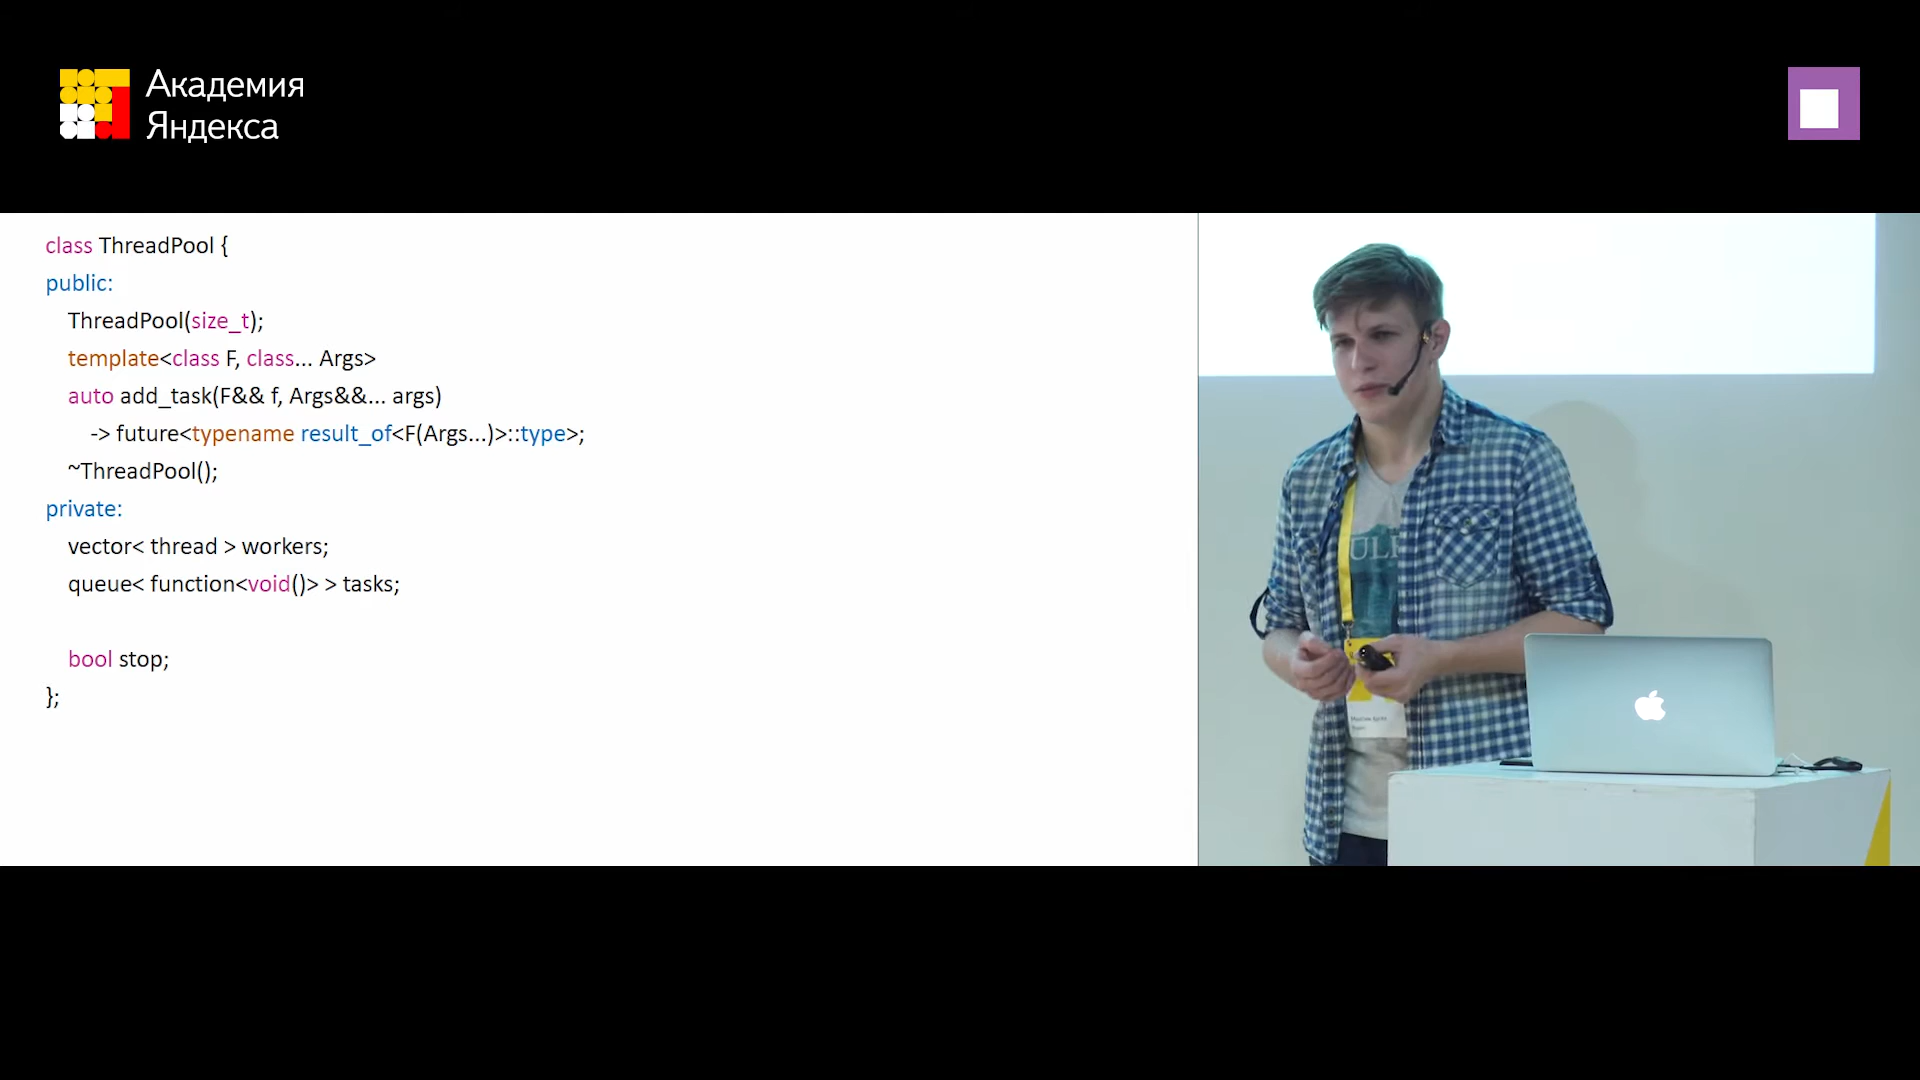 Академия
Яндекса
class ThreadPool {
public:
ThreadPool(size_t);
template<class F, class... Args>
auto add_task(F&& f, Args&&... args)
-> future<typename result_of<F(Args...)>::type>;
~ThreadPool();
private:
vector< thread > workers;
queue< function<void()> > tasks;
bool stop;
};